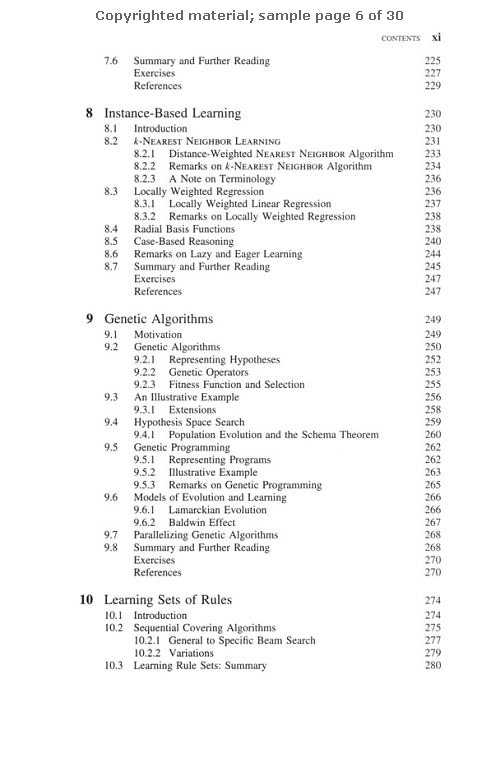 Copyrighted material; sample page 6 of 30
CONTENTS xi
7.6 Summary and Further Reading 225
Exercises 227
References 229
8 Instance-Based Learning 230
8.1 Introduction 230
8.2 k-NEAREST NEIGHBOR LEARNING 231
8.2.1 Distance-Weighted NEAREST NEIGHBOR Algorithm 233
8.2.2 Remarks on k-NEAREST NEIGHBOR Algorithm 234
8.2.3 A Note on Terminology 236
8.3 Locally Weighted Regression 236
8.3.1 Locally Weighted Linear Regression 237
8.3.2 Remarks on Locally Weighted Regression 238
8.4 Radial Basis Functions 238
8.5 Case-Based Reasoning 240
8.6 Remarks on Lazy and Eager Learning 244
8.7 Summary and Further Reading 245
Exercises 247
References 247
9 Genetic Algorithms 249
9.1 Motivation 249
9.2 Genetic Algorithms 250
9.2.1 Representing Hypotheses 252
9.2.2 Genetic Operators 253
9.2.3 Fitness Function and Selection 255
9.3 An Illustrative Example 256
9.3.1 Extensions 258
9.4 Hypothesis Space Search 259
9.4.1 Population Evolution and the Schema Theorem 260
9.5 Genetic Programming 262
9.5.1 Representing Programs 262
9.5.2 Illustrative Example 263
9.5.3 Remarks on Genetic Programming 265
9.6 Models of Evolution and Learning 266
9.6.1 Lamarckian Evolution 266
9.6.2 Baldwin Effect 267
9.7 Parallelizing Genetic Algorithms 268
9.8 Summary and Further Reading 268
Exercises 270
References 270
10 Learning Sets of Rules 274
10.1 Introduction 274
10.2 Sequential Covering Algorithms 275
10.2.1 General to Specific Beam Search 277
10.2.2 Variations 279
10.3 Learning Rule Sets: Summary 280